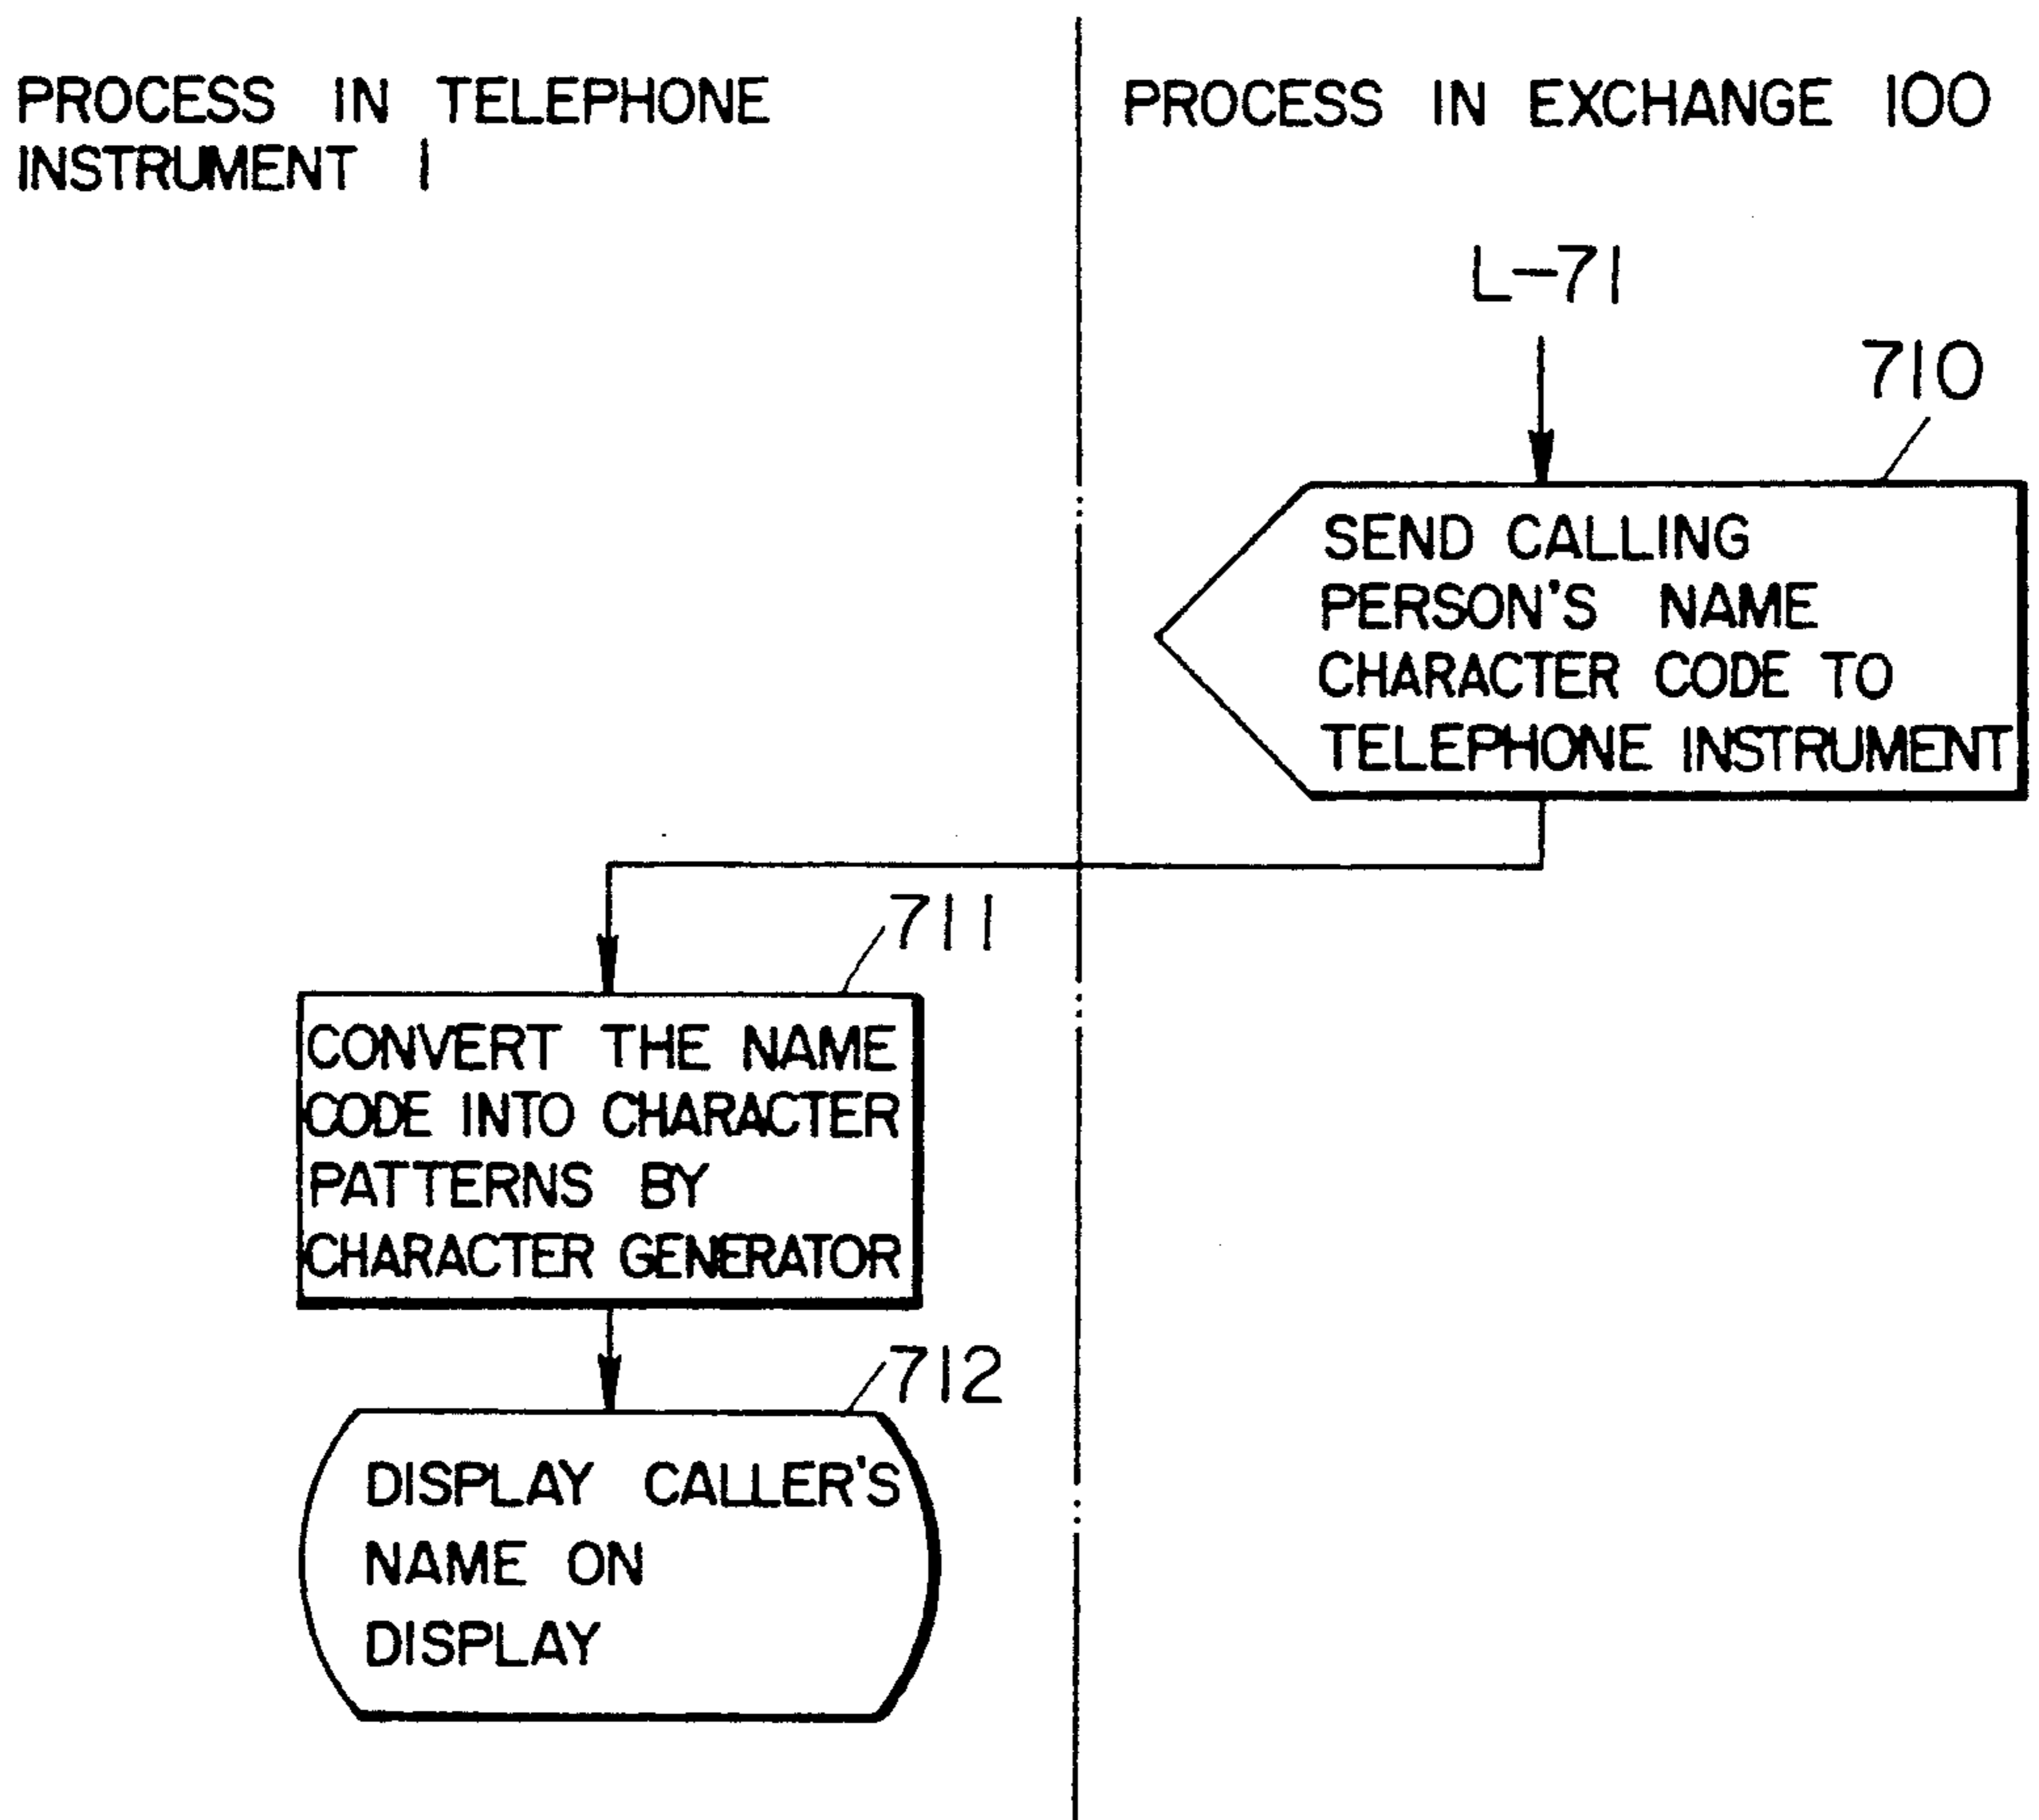 PROCESS IN TELEPHONE
INSTRUMENT 1
PROCESS IN EXCHANGE 100
L-71
710
SEND CALLING
PERSON'S NAME
CHARACTER CODE TO
TELEPHONE INSTRUMENT
711
CONVERT THE NAME
CODE INTO CHARACTER
PATTERNS BY
CHARACTER GENERATOR
712
DISPLAY CALLER'S
NAME ON
DISPLAY